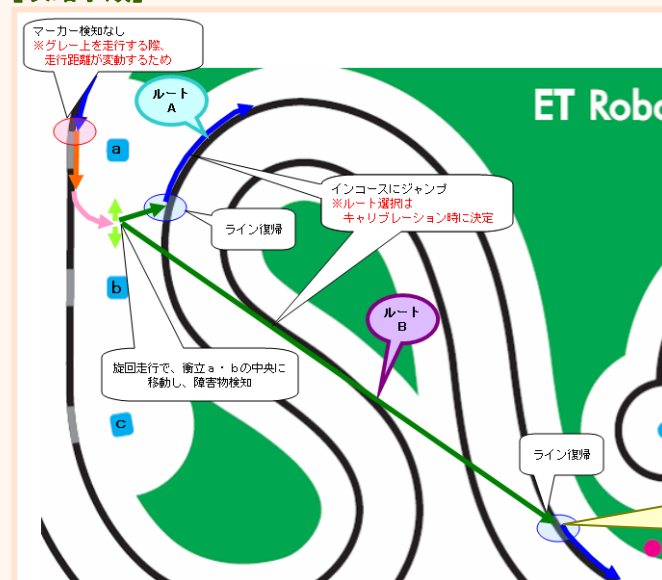 マーカー検知なし
※グレー上を走行する際、
走行距離が変動するため
ルート
A
ET Robo
a
インコースにジャンプ
※ルート選択は
キャリブレーション時に決定
ライン復帰
b
ルート
B
旋回走行で、衝立a・bの中央に
移動し、障害物検知
c
ライン復帰